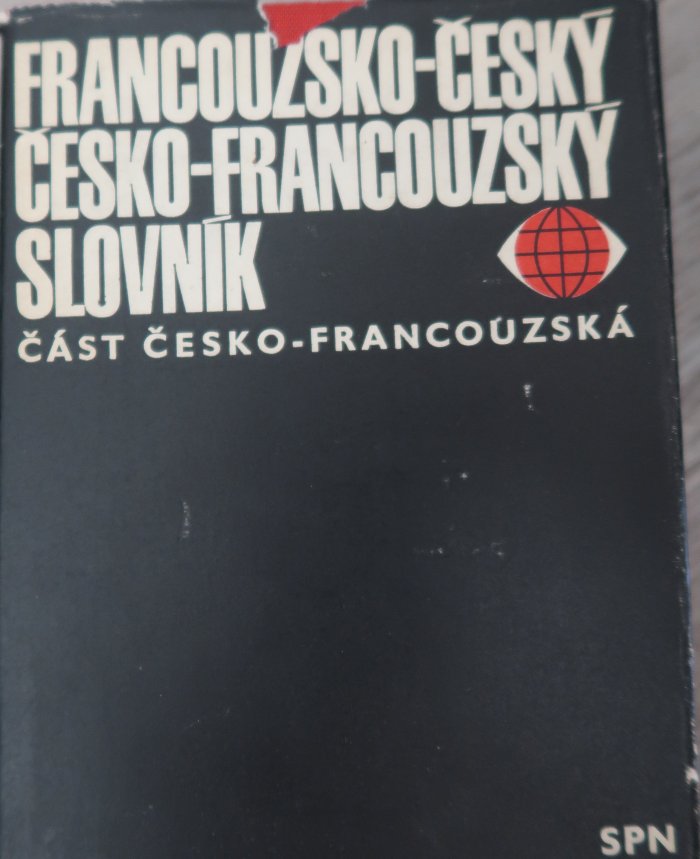 FRANCOUZSKO-ČESKÝ
ČESKO-FRANCOUZSKÝ
SLOVNÍK
ČÁST ČESKO-FRANCOUZSKÁ
SPN